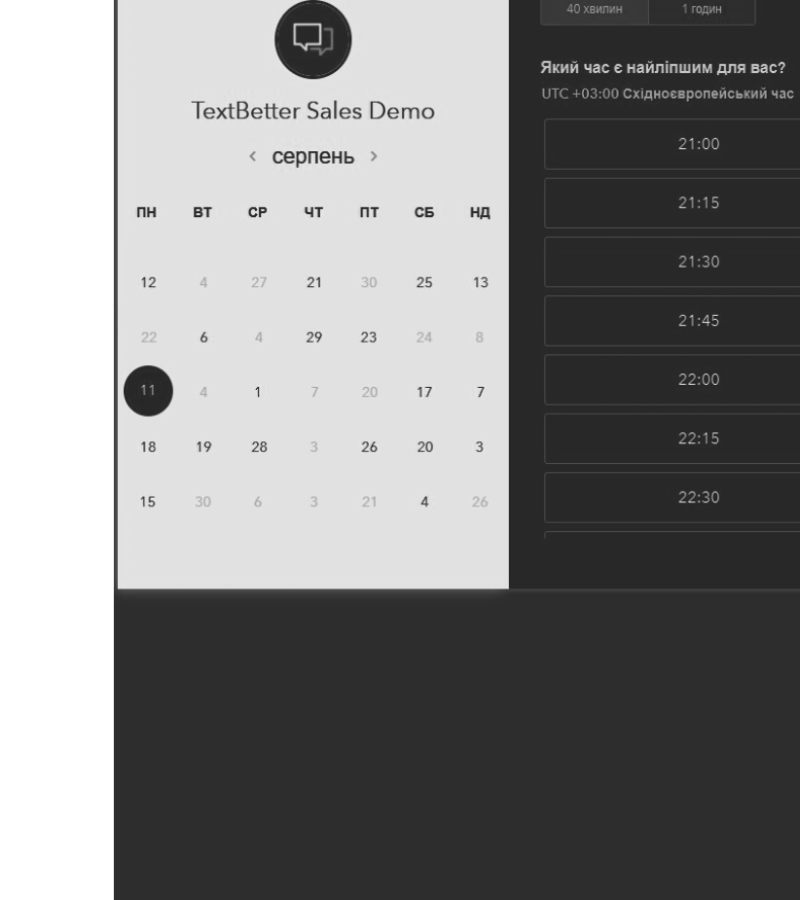 TextBetter Sales Demo
‹ серпень ›
ПН ВТ СР ЧТ ПТ СБ НД
12 4 27 21 30 25 13
22 6 4 29 23 24 8
11 4 1 7 20 17 7
18 19 28 3 26 20 3
15 30 6 3 21 4 26
40 хвилин 1 годин
Який час є найліпшим для вас?
UTC +03:00 Східноєвропейський час
21:00
21:15
21:30
21:45
22:00
22:15
22:30